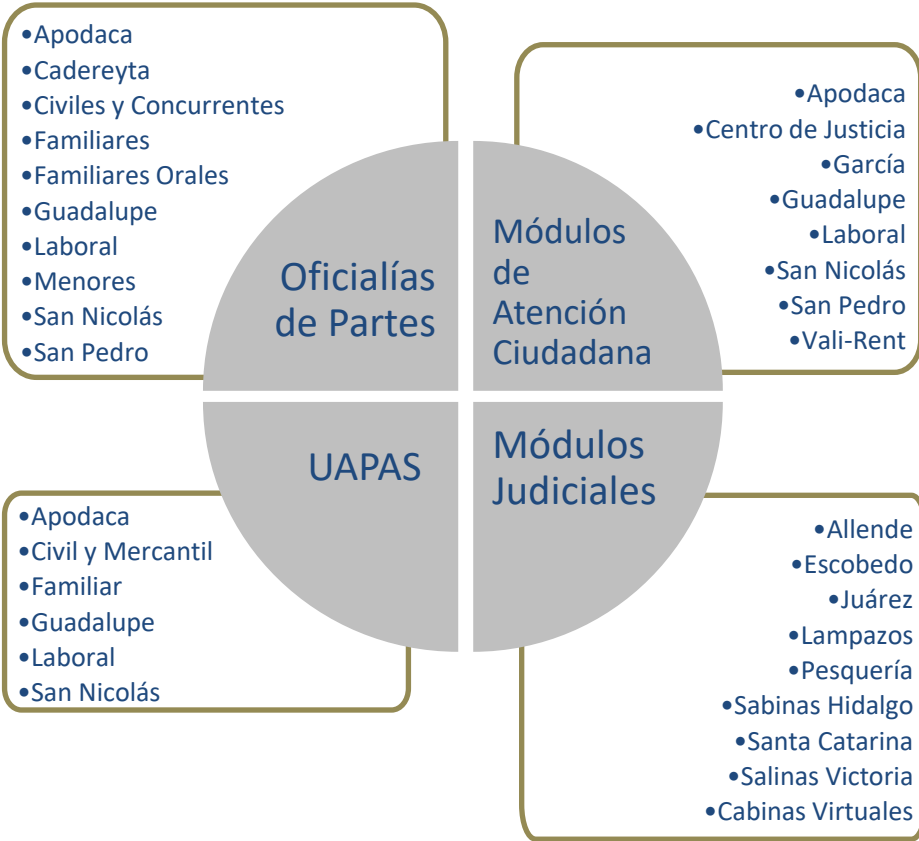 •Apodaca
•Cadereyta
•Civiles y Concurrentes
•Familiares
•Familiares Orales
•Guadalupe
•Laboral
•Menores
•San Nicolás
•San Pedro
Oficialías
de Partes
•Apodaca
•Centro de Justicia
•García
•Guadalupe
•Laboral
•San Nicolás
•San Pedro
•Vali-Rent
Módulos
de
Atención
Ciudadana
UAPAS
•Apodaca
•Civil y Mercantil
•Familiar
•Guadalupe
•Laboral
•San Nicolás
Módulos
Judiciales
•Allende
•Escobedo
•Juárez
•Lampazos
•Pesquería
•Sabinas Hidalgo
•Santa Catarina
•Salinas Victoria
•Cabinas Virtuales